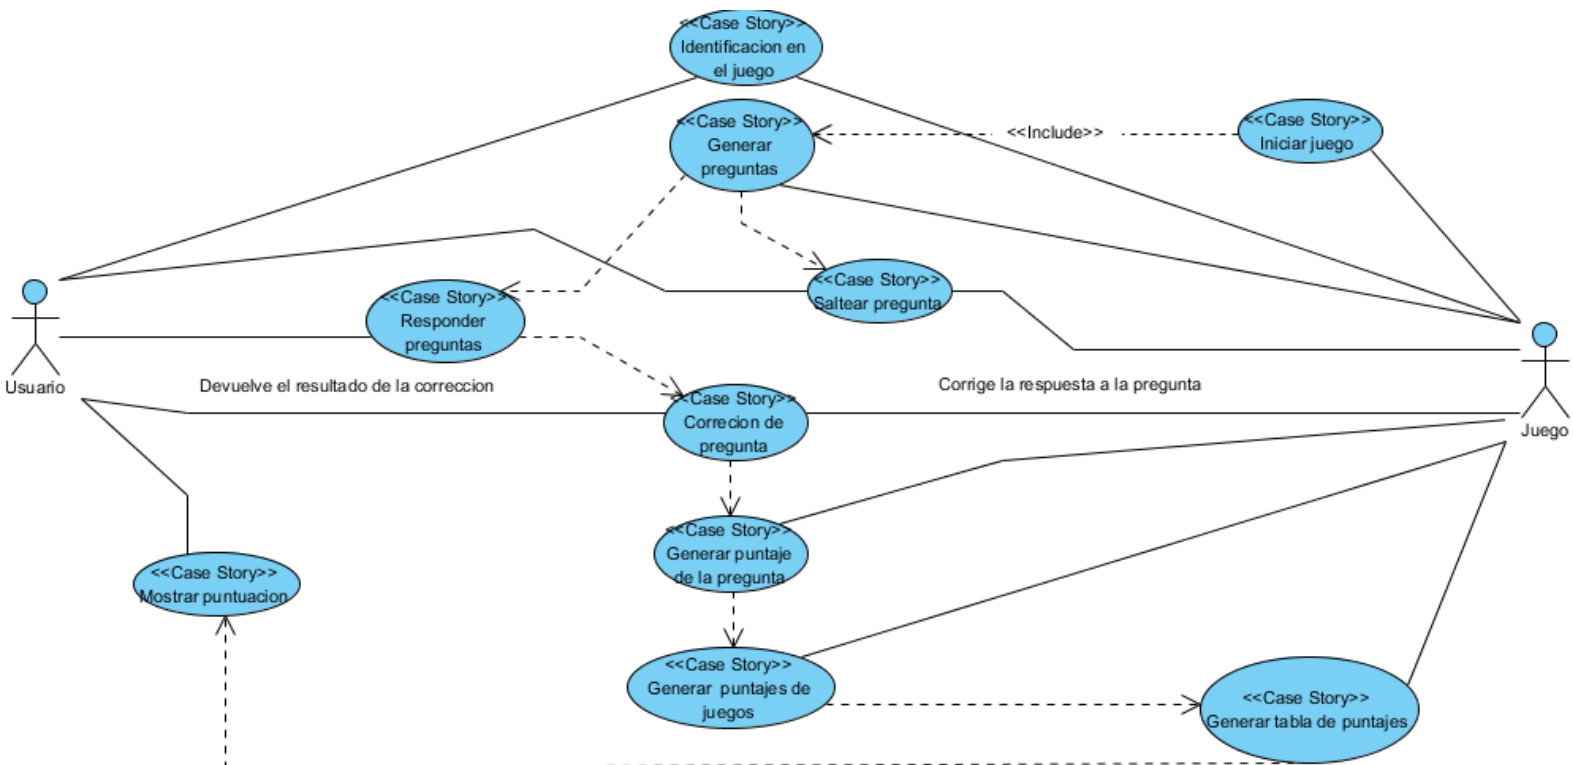 <<Case Story>>
Identificacion en
el juego
<<Case Story>>
Generar
preguntas
<<Include>>
<<Case Story>>
Iniciar juego
<<Case Story>>
Saltear pregunta
<<Case Story>>
Responder
preguntas
Usuario
Devuelve el resultado de la correccion
Corrige la respuesta a la pregunta
<<Case Story>>
Correcion de
pregunta
Juego
<<Case Story>>
Generar puntaje
de la pregunta
<<Case Story>>
Mostrar puntuacion
<<Case Story>>
Generar puntajes de
juegos
<<Case Story>>
Generar tabla de puntajes